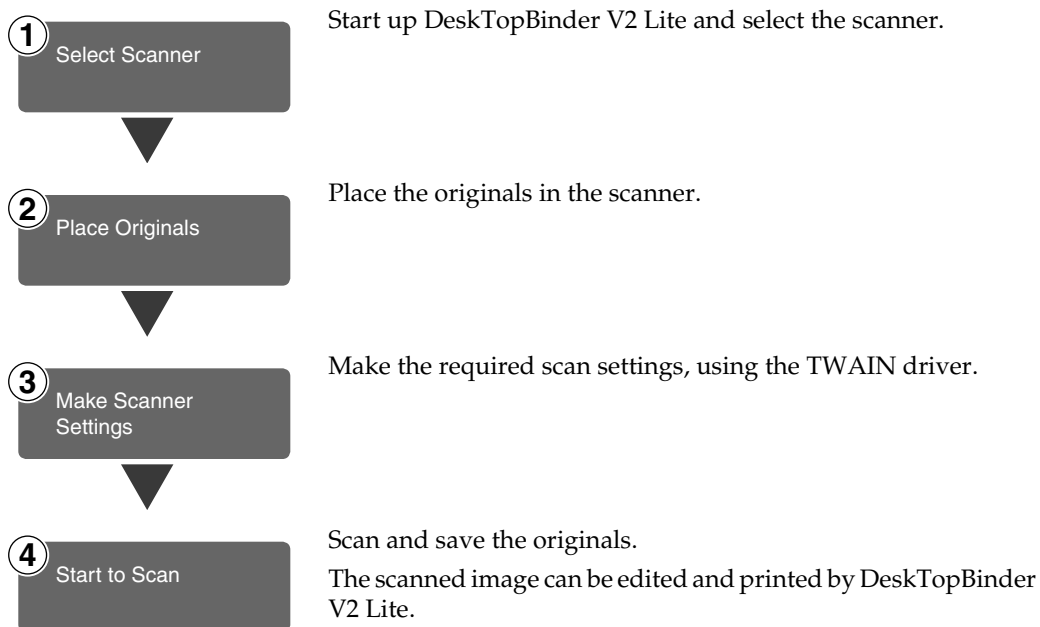 Start up DeskTopBinder V2 Lite and select the scanner.
1
Select Scanner
Place the originals in the scanner.
2
Place Originals
Make the required scan settings, using the TWAIN driver.
3
Make Scanner
Settings
Scan and save the originals.
4
Start to Scan
The scanned image can be edited and printed by DeskTopBinder
V2 Lite.